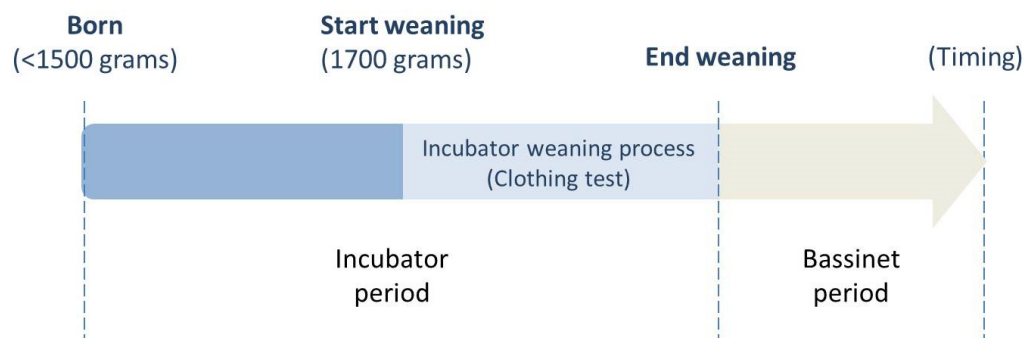 Born
(<1500 grams)
Start weaning
(1700 grams)
End weaning
(Timing)
Incubator weaning process
(Clothing test)
Incubator
period
Bassinet
period